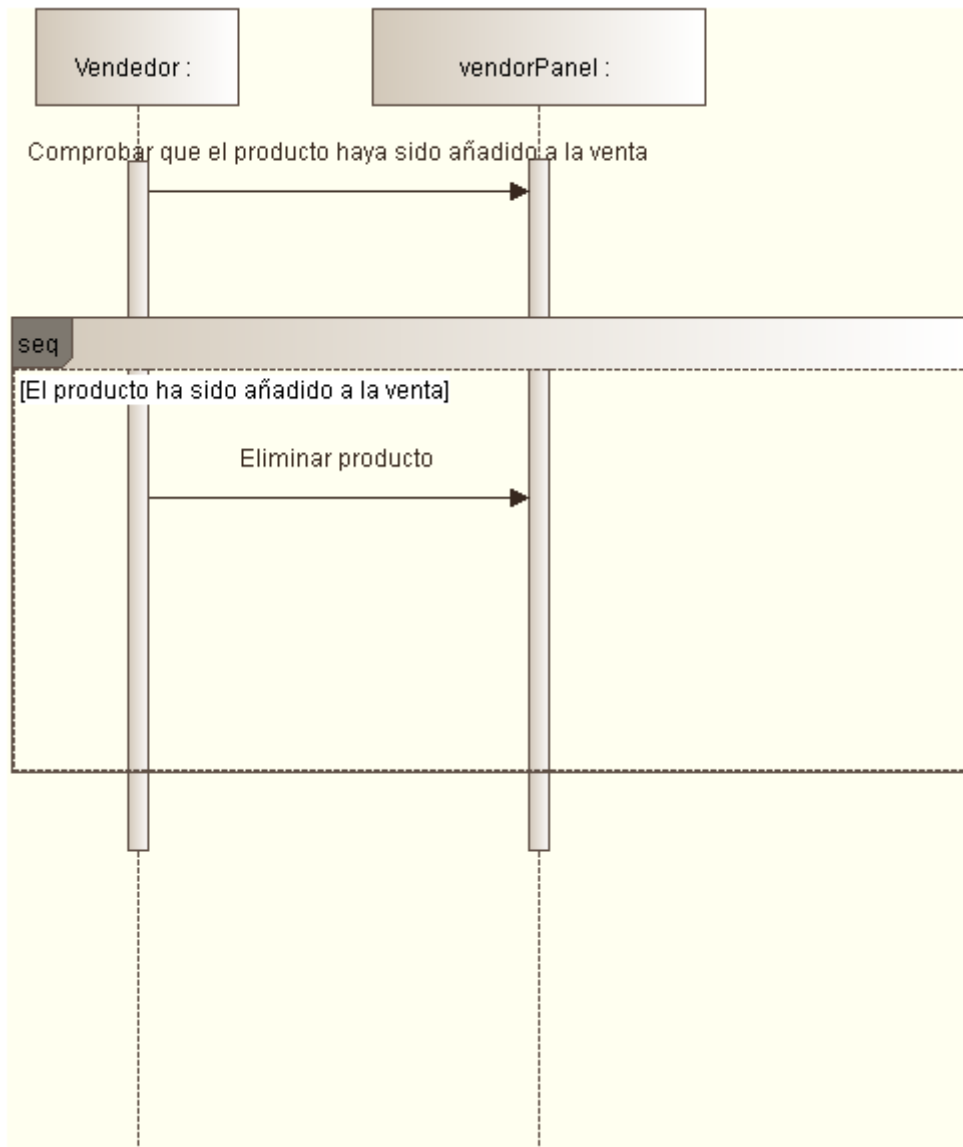 Vendedor :
vendorPanel :
Comprobar que el producto haya sido añadido a la venta
seq
[El producto ha sido añadido a la venta]
Eliminar producto